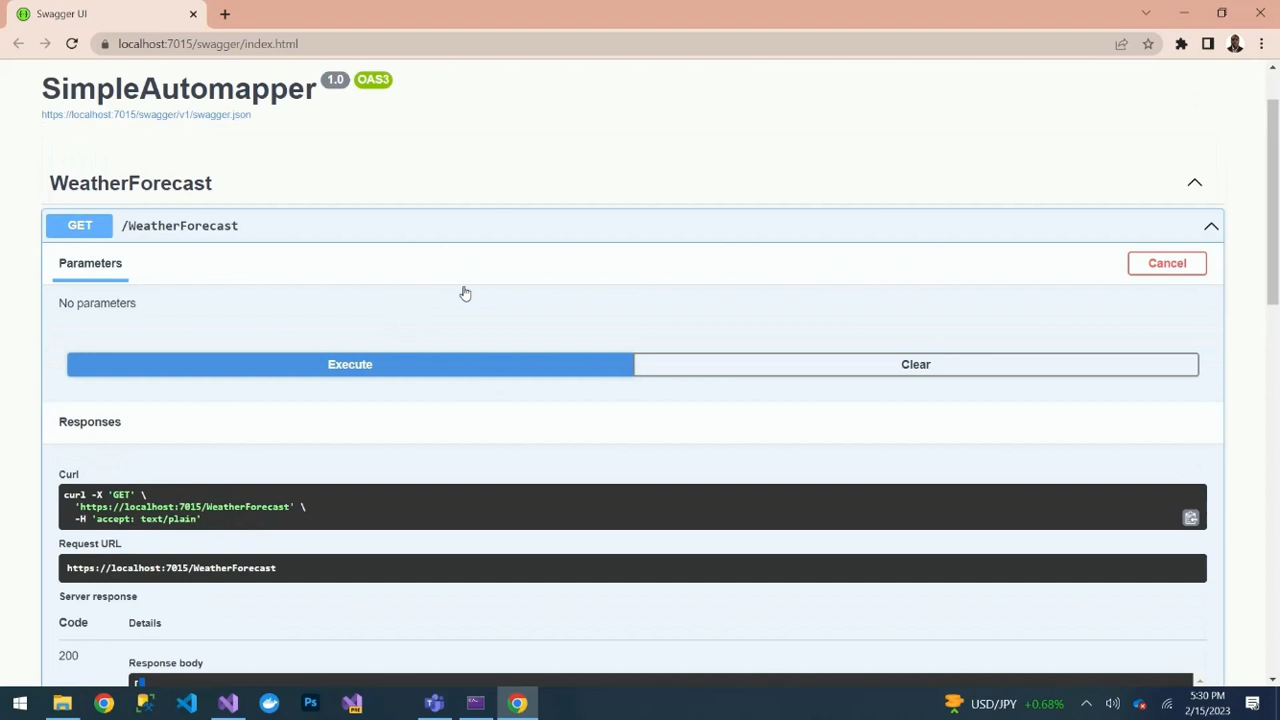 Swagger UI
localhost:7015/swagger/index.html
SimpleAutomapper 1.0 OAS3
https://localhost:7015/swagger/v1/swagger.json
WeatherForecast
GET /WeatherForecast
Parameters
Cancel
No parameters
Execute
Clear
Responses
Curl
curl -X 'GET' \
'https://localhost:7015/WeatherForecast' \
-H 'accept: text/plain'
Request URL
https://localhost:7015/WeatherForecast
Server response
Code Details
200
Response body
[
USD/JPY +0.68%
5:30 PM
2/15/2023